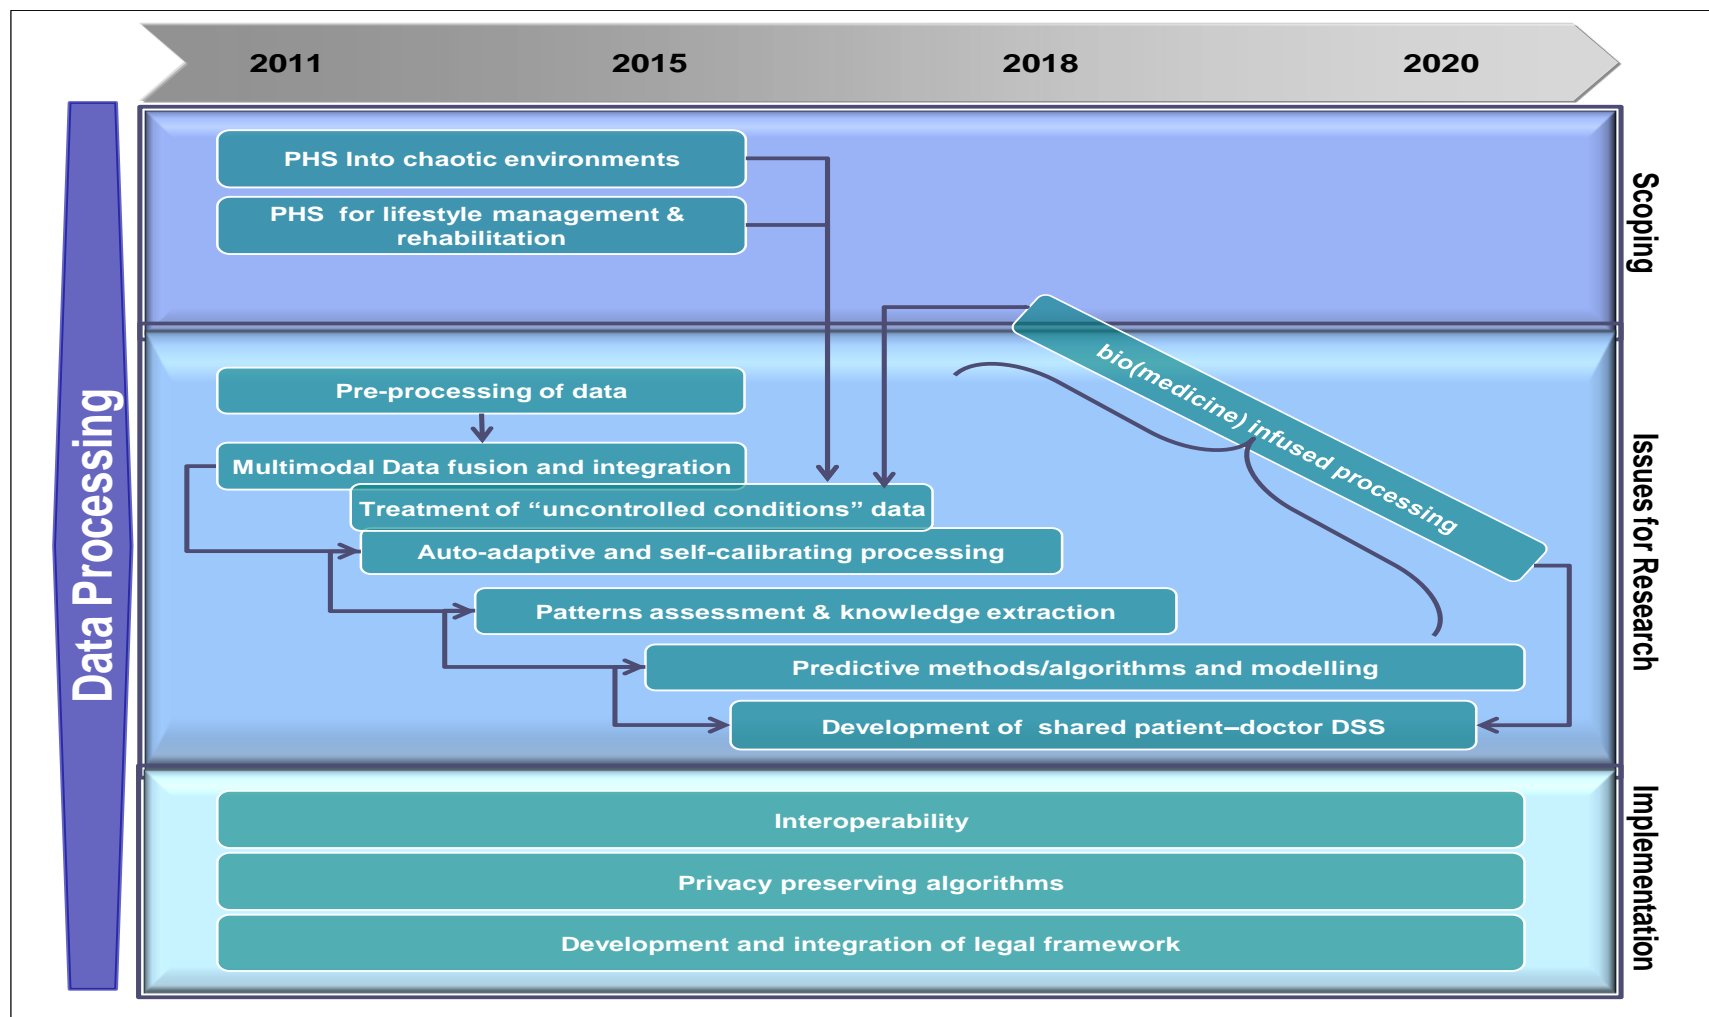 2011 2015 2018 2020
Data Processing
Scoping
PHS Into chaotic environments
PHS for lifestyle management &
rehabilitation
Issues for Research
bio(medicine) infused processing
Pre-processing of data
Multimodal Data fusion and integration
Treatment of “uncontrolled conditions” data
Auto-adaptive and self-calibrating processing
Patterns assessment & knowledge extraction
Predictive methods/algorithms and modelling
Development of shared patient–doctor DSS
Implementation
Interoperability
Privacy preserving algorithms
Development and integration of legal framework